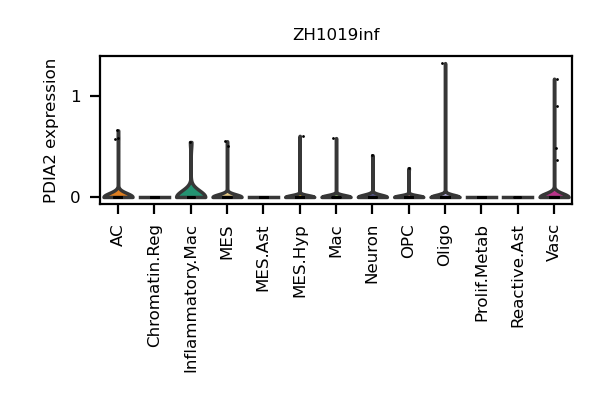 ZH1019inf
PDIA2 expression
1
0
AC
Chromatin.Reg
Inflammatory.Mac
MES
MES.Ast
MES.Hyp
Mac
Neuron
OPC
Oligo
Prolif.Metab
Reactive.Ast
Vasc